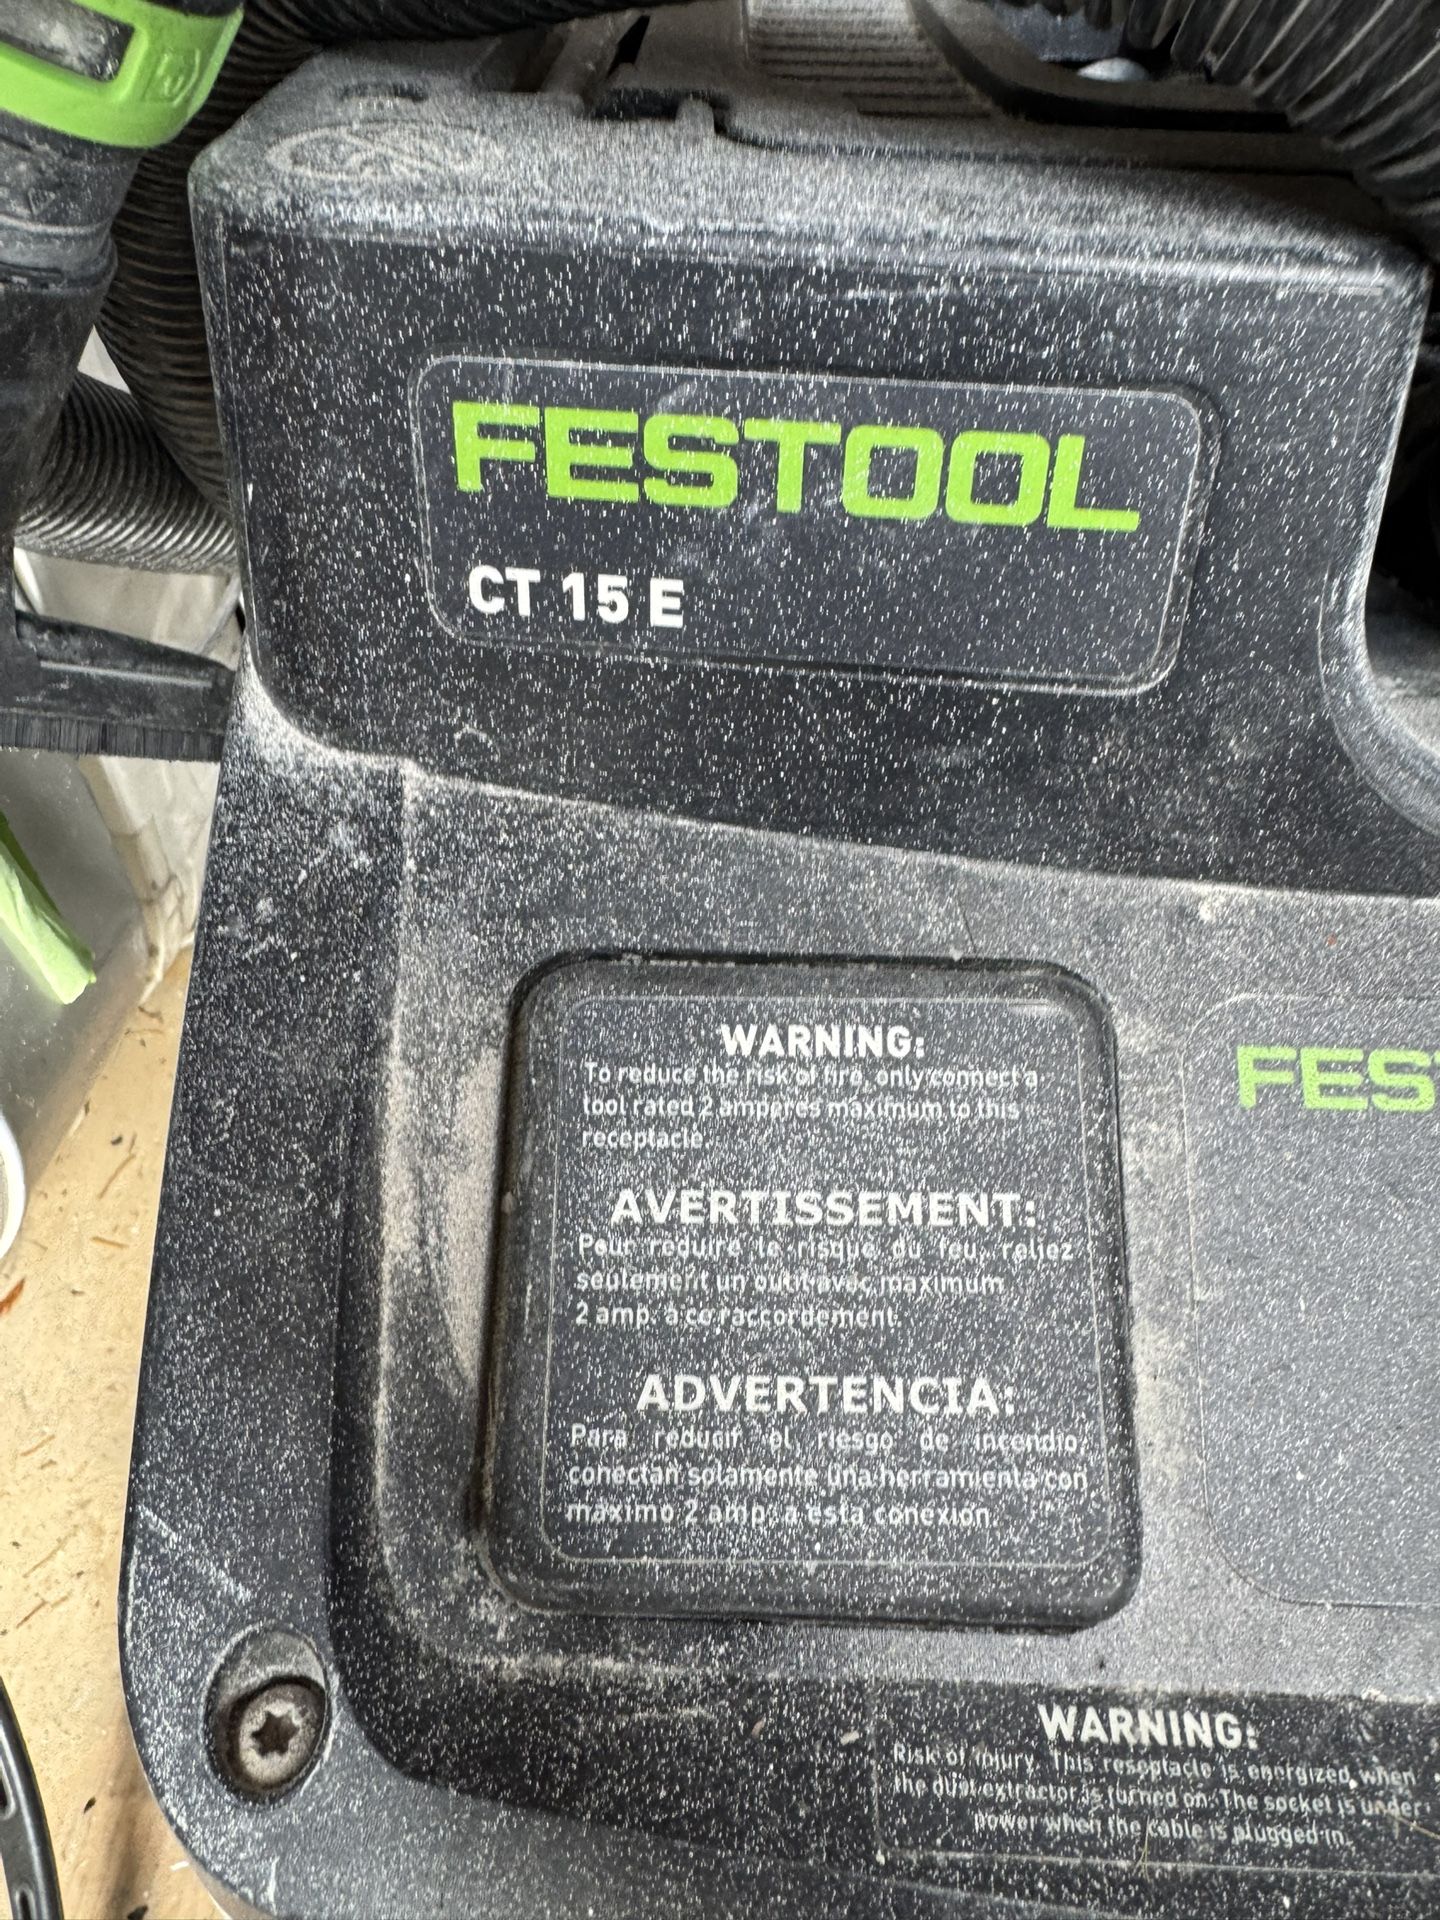 FESTOOL
CT 15 E
WARNING:
To reduce the risk of fire, only connect a
tool rated 2 amperes maximum to this
receptacle.
AVERTISSEMENT:
Pour reduire le risque du feu, reliez
seulement un outil avec maximum
2 amp. à ce raccordement.
ADVERTENCIA:
Para reducir el riesgo de incendio,
conectan solamente una herramienta con
máximo 2 amp. a esta conexión.
FES
WARNING:
Risk of injury. This receptacle is energized when
the dust extractor is turned on. The socket is under
power when the cable is plugged in.